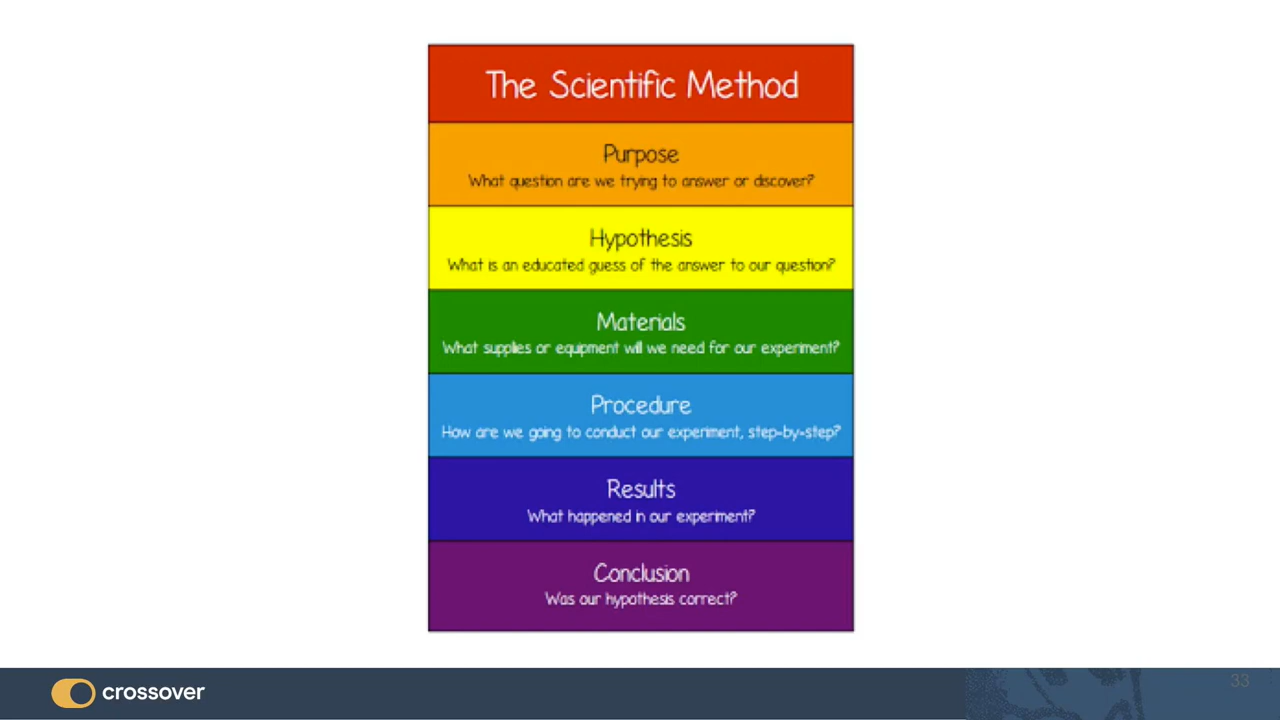 The Scientific Method
Purpose
What question are we trying to answer or discover?
Hypothesis
What is an educated guess of the answer to our question?
Materials
What supplies or equipment will we need for our experiment?
Procedure
How are we going to conduct our experiment, step-by-step?
Results
What happened in our experiment?
Conclusion
Was our hypothesis correct?
crossover
33